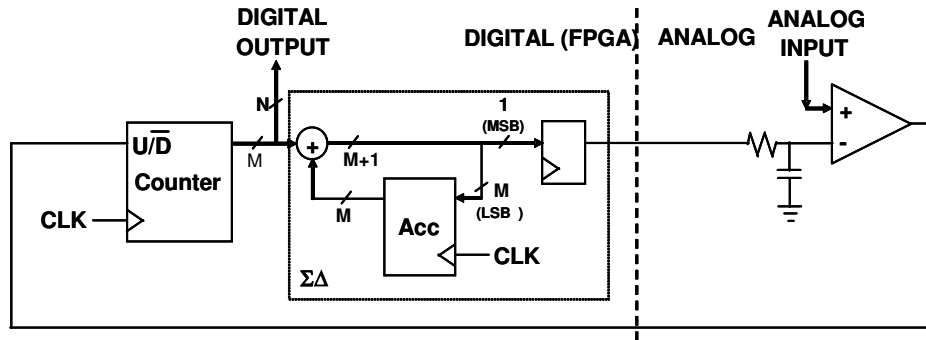 DIGITAL
OUTPUT
DIGITAL (FPGA)
ANALOG
ANALOG
INPUT
N
1
(MSB)
U/D̅
Counter
CLK
M
+
M+1
M
M
(LSB )
Acc
CLK
ΣΔ
+
-